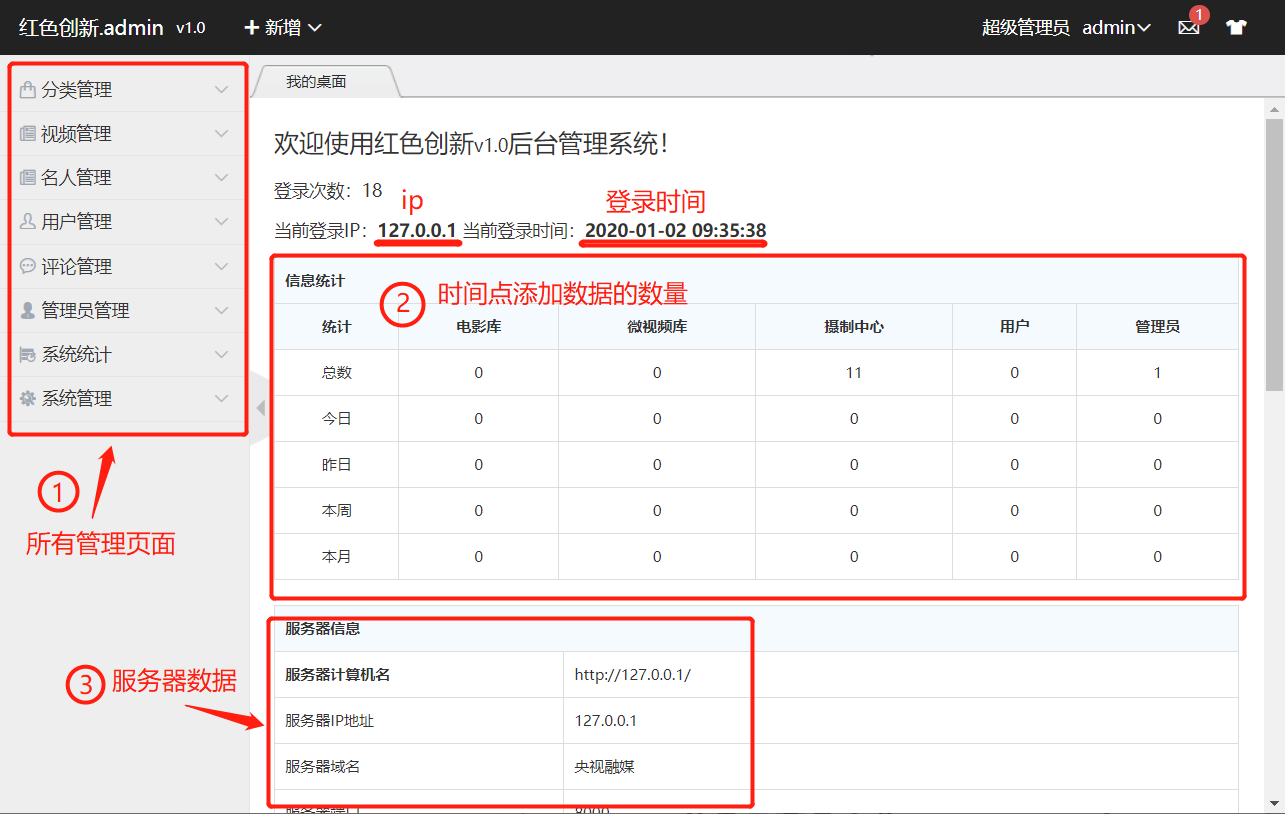 红色创新.admin v1.0 新增 超级管理员 admin 1
分类管理
视频管理
名人管理
用户管理
评论管理
管理员管理
系统统计
系统管理
1
所有管理页面
我的桌面
欢迎使用红色创新v1.0后台管理系统！
登录次数：18
ip 登录时间
当前登录IP：127.0.0.1 当前登录时间：2020-01-02 09:35:38
信息统计
2 时间点添加数据的数量
统计 电影库 微视频库 摄制中心 用户 管理员
总数 0 0 11 0 1
今日 0 0 0 0 0
昨日 0 0 0 0 0
本周 0 0 0 0 0
本月 0 0 0 0 0
3 服务器数据
服务器信息
服务器计算机名 http://127.0.0.1/
服务器IP地址 127.0.0.1
服务器域名 央视融媒
服务器端口 8000